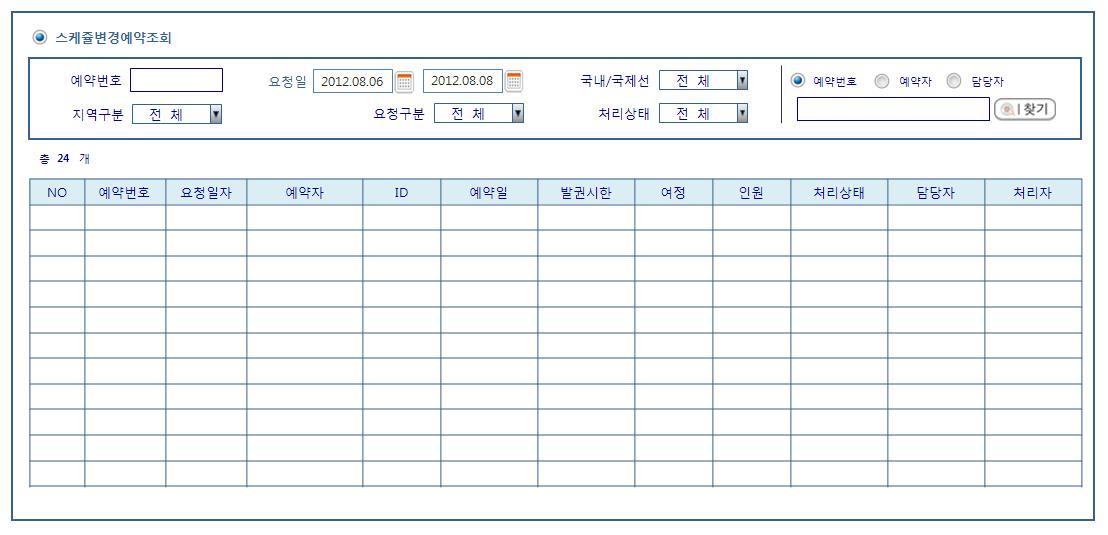 스케쥴변경예약조회
예약번호 요청일 2012.08.06 2012.08.08 국내/국제선 전 체 예약번호 예약자 담당자
지역구분 전 체 요청구분 전 체 처리상태 전 체 찾기
총 24 개
NO 예약번호 요청일자 예약자 ID 예약일 발권시한 여정 인원 처리상태 담당자 처리자